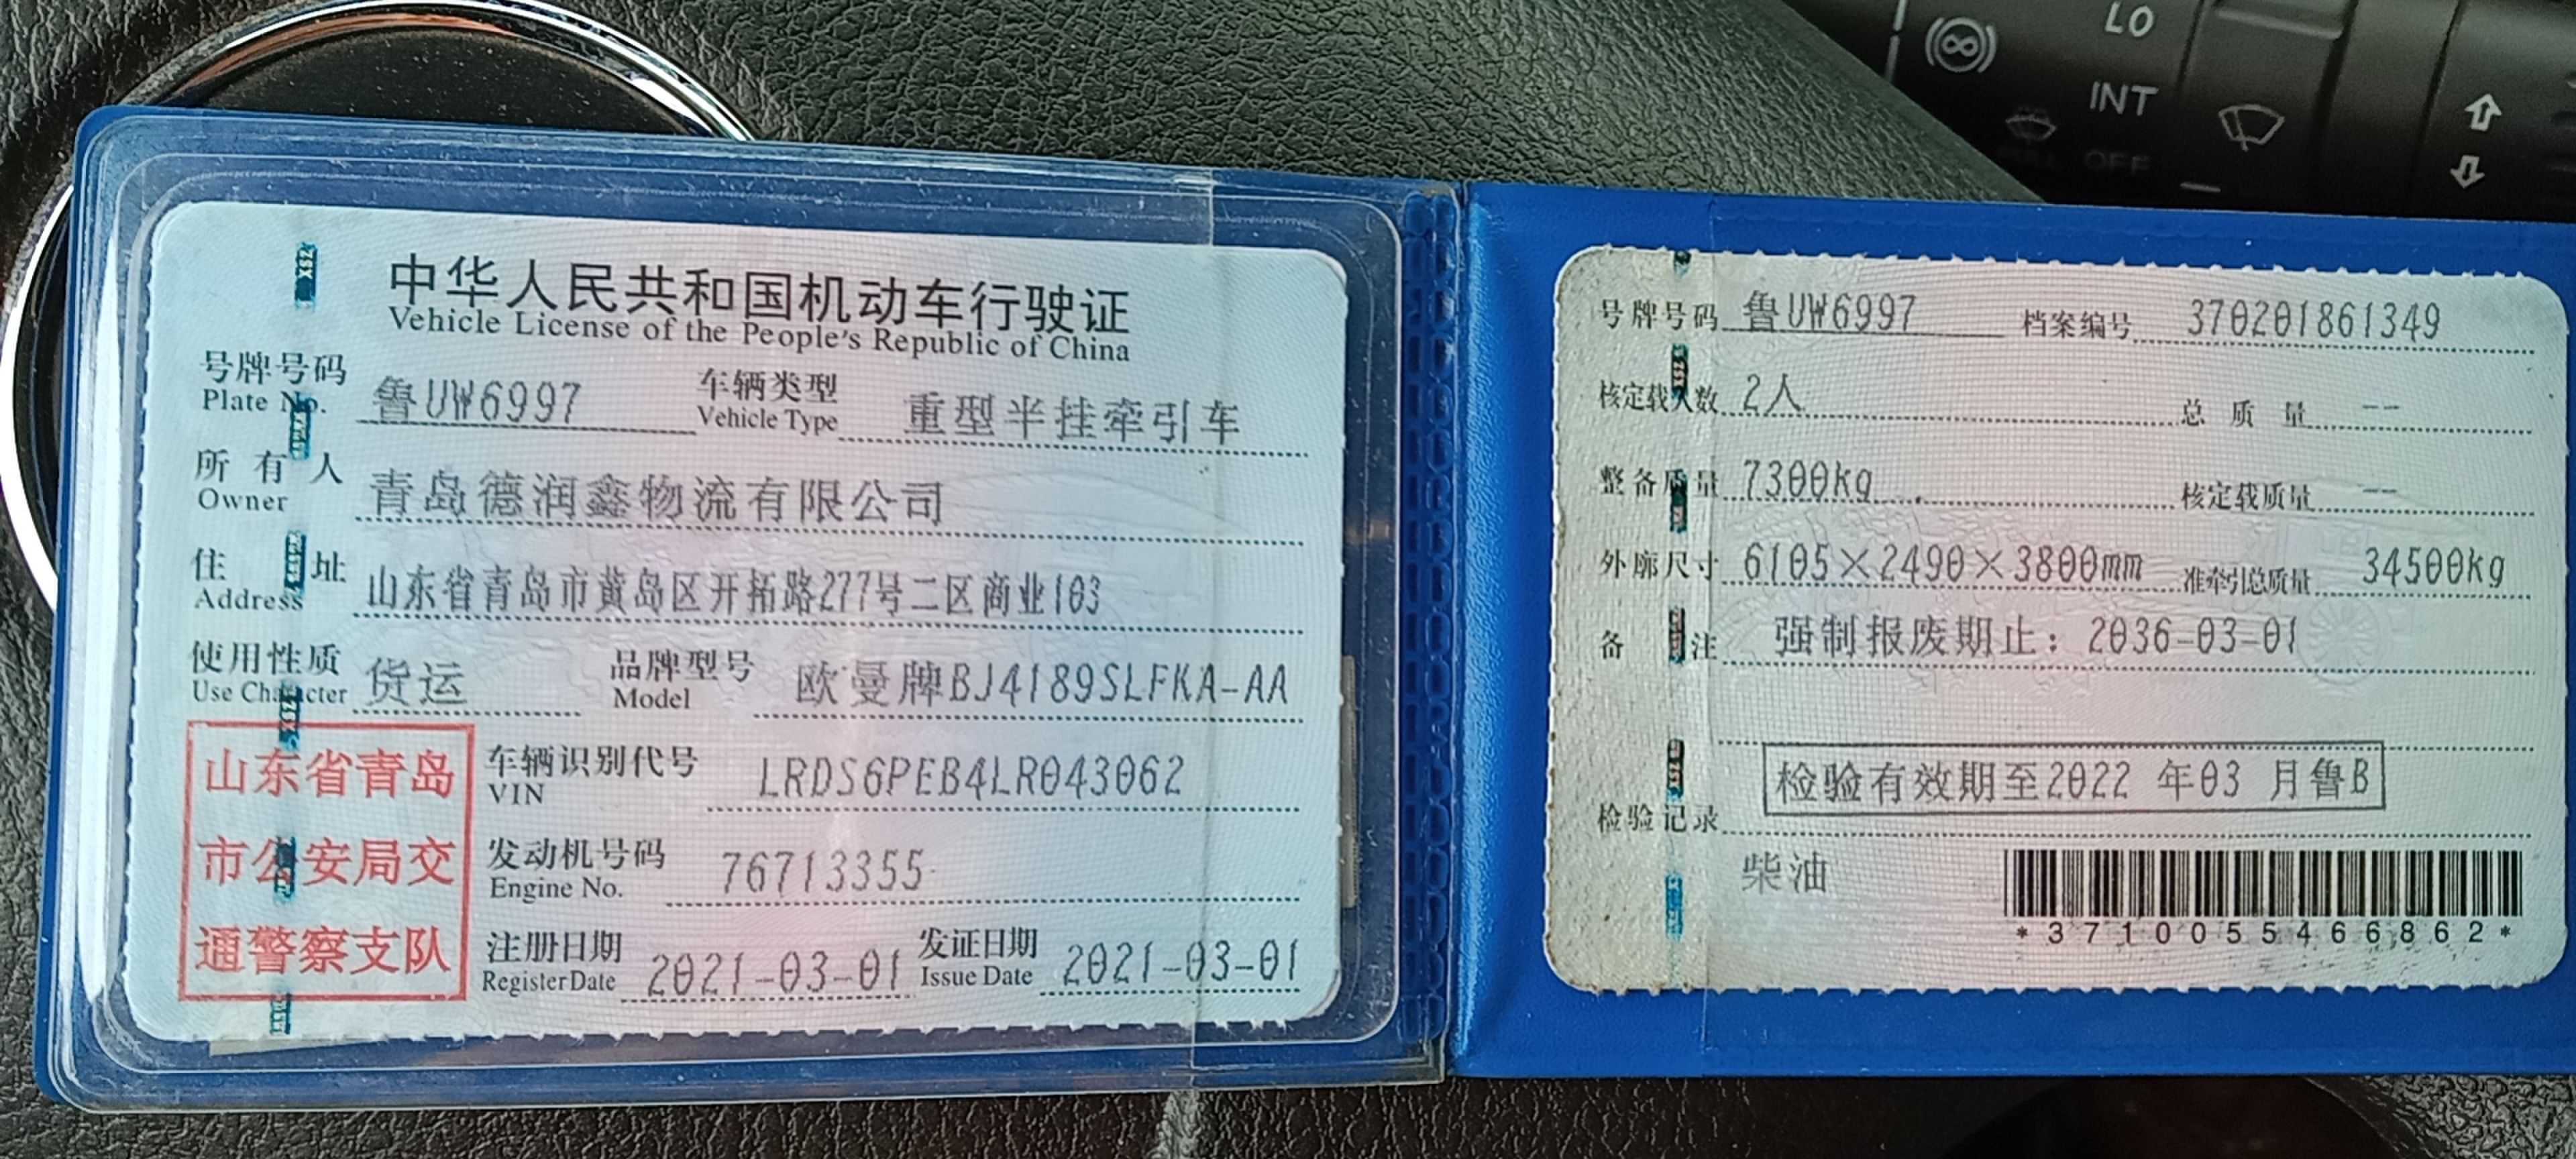 LO
INT
OFF
中华人民共和国机动车行驶证
Vehicle License of the People's Republic of China
号牌号码 鲁UW6997 车辆类型 重型半挂牵引车
Plate No. Vehicle Type
所有人 青岛德润鑫物流有限公司
Owner
住址 山东省青岛市黄岛区开拓路277号二区商业103
Address
使用性质 货运 品牌型号 欧曼牌BJ4189SLFKA-AA
Use Character Model
山东省青岛
市公安局交
通警察支队
车辆识别代号 LRDS6PEB4LR043062
VIN
发动机号码 76713355
Engine No.
注册日期 2021-03-01 发证日期 2021-03-01
Register Date Issue Date
号牌号码 鲁UW6997 档案编号 370201861349
核定载人数 2人 总质量 --
整备质量 7300kg 核定载质量 --
外廓尺寸 6105×2490×3800mm 准牵引总质量 34500kg
备注 强制报废期止：2036-03-01
检验有效期至2022 年03 月鲁B
检验记录
柴油
*3710055466862*